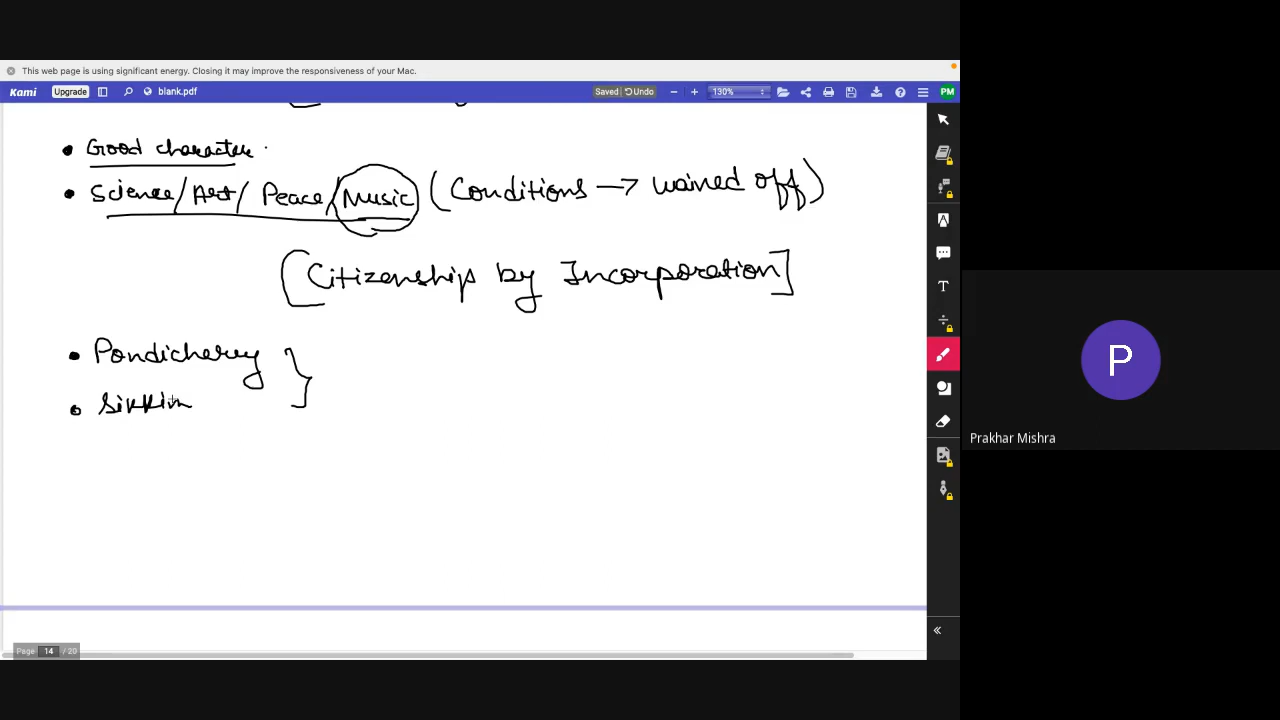 This web page is using significant energy. Closing it may improve the responsiveness of your Mac.
Kami Upgrade blank.pdf Saved Undo 130% PM
• Good character
• Science/Art/Peace/Music (Conditions → wained off)
[Citizenship by Incorporation]
• Pondicherry
• Sikkim
T
P
Prakhar Mishra
Page 14 / 20